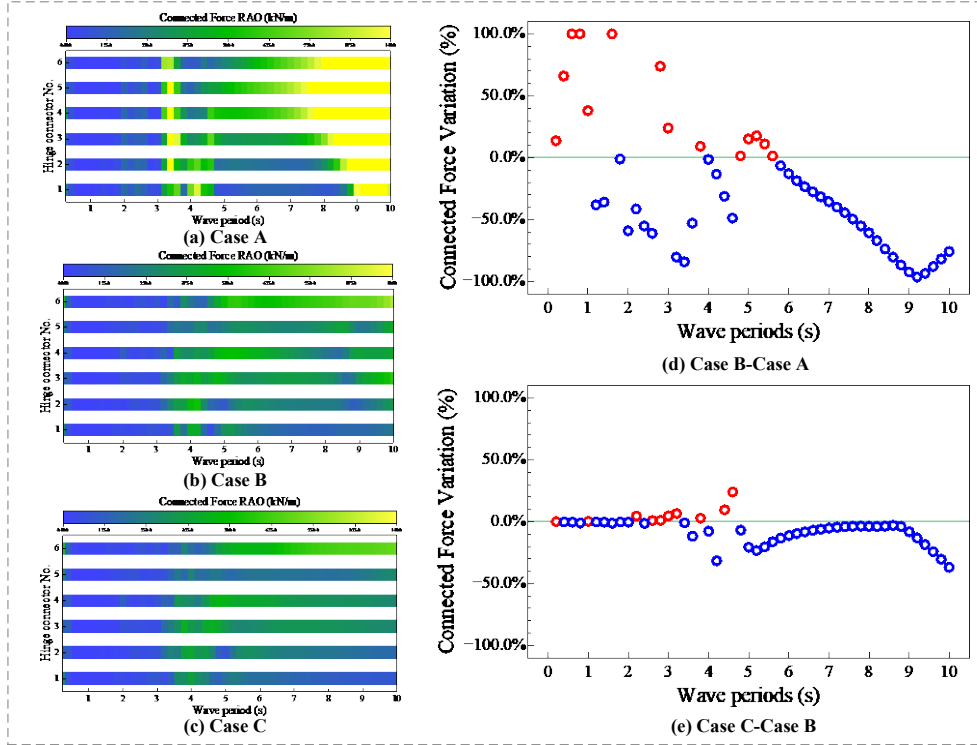 Connected Force RAO (kN/m)
Hinge connector No.
6
5
4
3
2
1
1 2 3 4 5 6 7 8 9 10
Wave period (s)
(a) Case A
Connected Force RAO (kN/m)
Hinge connector No.
6
5
4
3
2
1
1 2 3 4 5 6 7 8 9 10
Wave period (s)
(b) Case B
Connected Force RAO (kN/m)
Hinge connector No.
6
5
4
3
2
1
1 2 3 4 5 6 7 8 9 10
Wave period (s)
(c) Case C
Connected Force Variation (%)
100.0%
50.0%
0.0%
−50.0%
−100.0%
0 1 2 3 4 5 6 7 8 9 10
Wave periods (s)
(d) Case B-Case A
Connected Force Variation (%)
100.0%
50.0%
0.0%
−50.0%
−100.0%
0 1 2 3 4 5 6 7 8 9 10
Wave periods (s)
(e) Case C-Case B